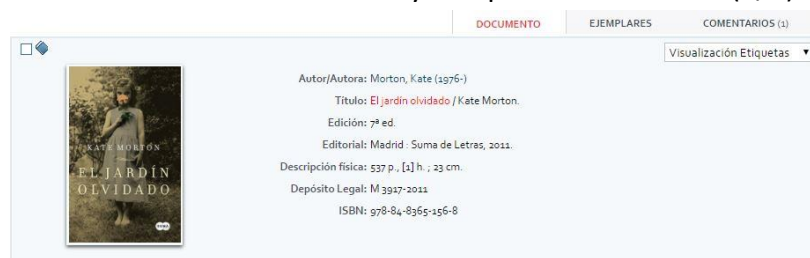 DOCUMENTO EJEMPLARES COMENTARIOS (1)
Visualización Etiquetas
Autor/Autora: Morton, Kate (1976-)
Título: El jardín olvidado / Kate Morton.
Edición: 7ª ed.
Editorial: Madrid : Suma de Letras, 2011.
Descripción física: 537 p., [1] h. ; 23 cm.
Depósito Legal: M 3917-2011
ISBN: 978-84-8365-156-8
KATE MORTON
EL JARDÍN
OLVIDADO